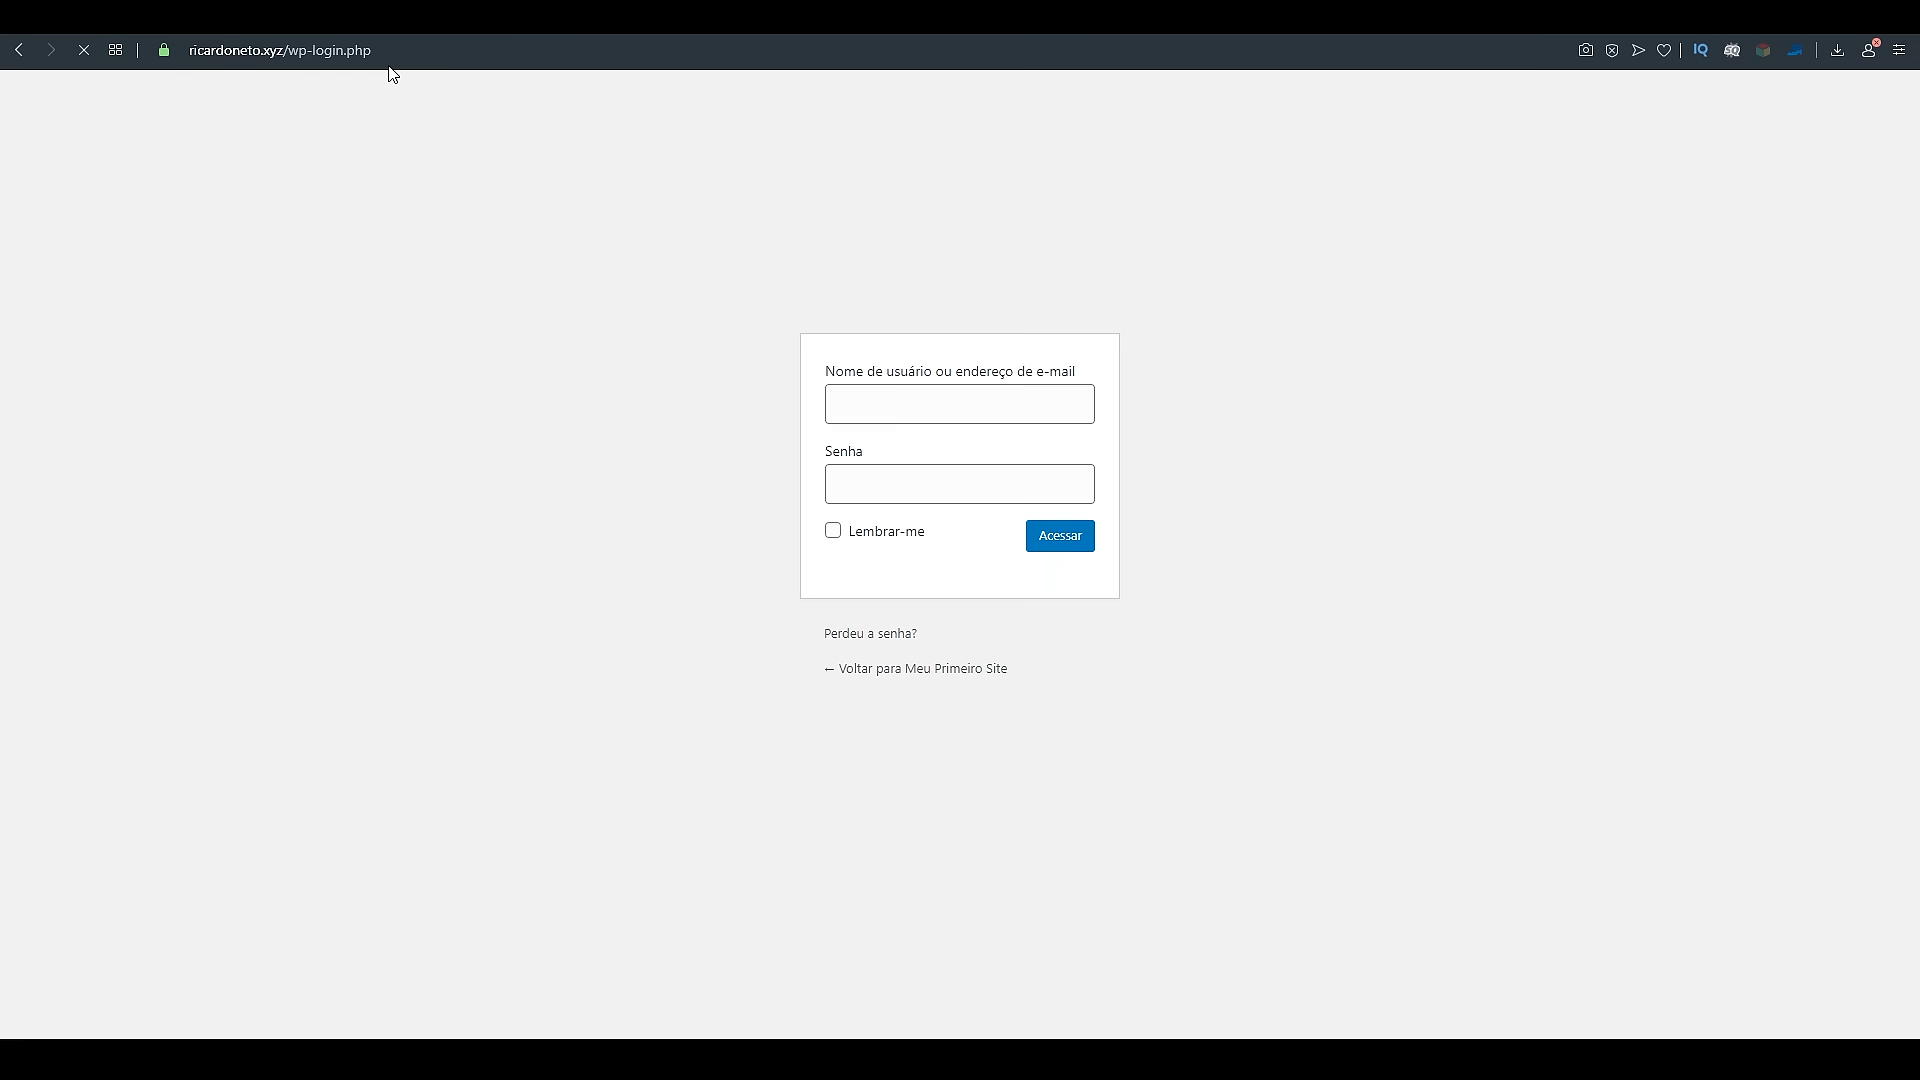 ricardoneto.xyz/wp-login.php
IQ
Nome de usuário ou endereço de e-mail
Senha
Lembrar-me
Acessar
Perdeu a senha?
← Voltar para Meu Primeiro Site